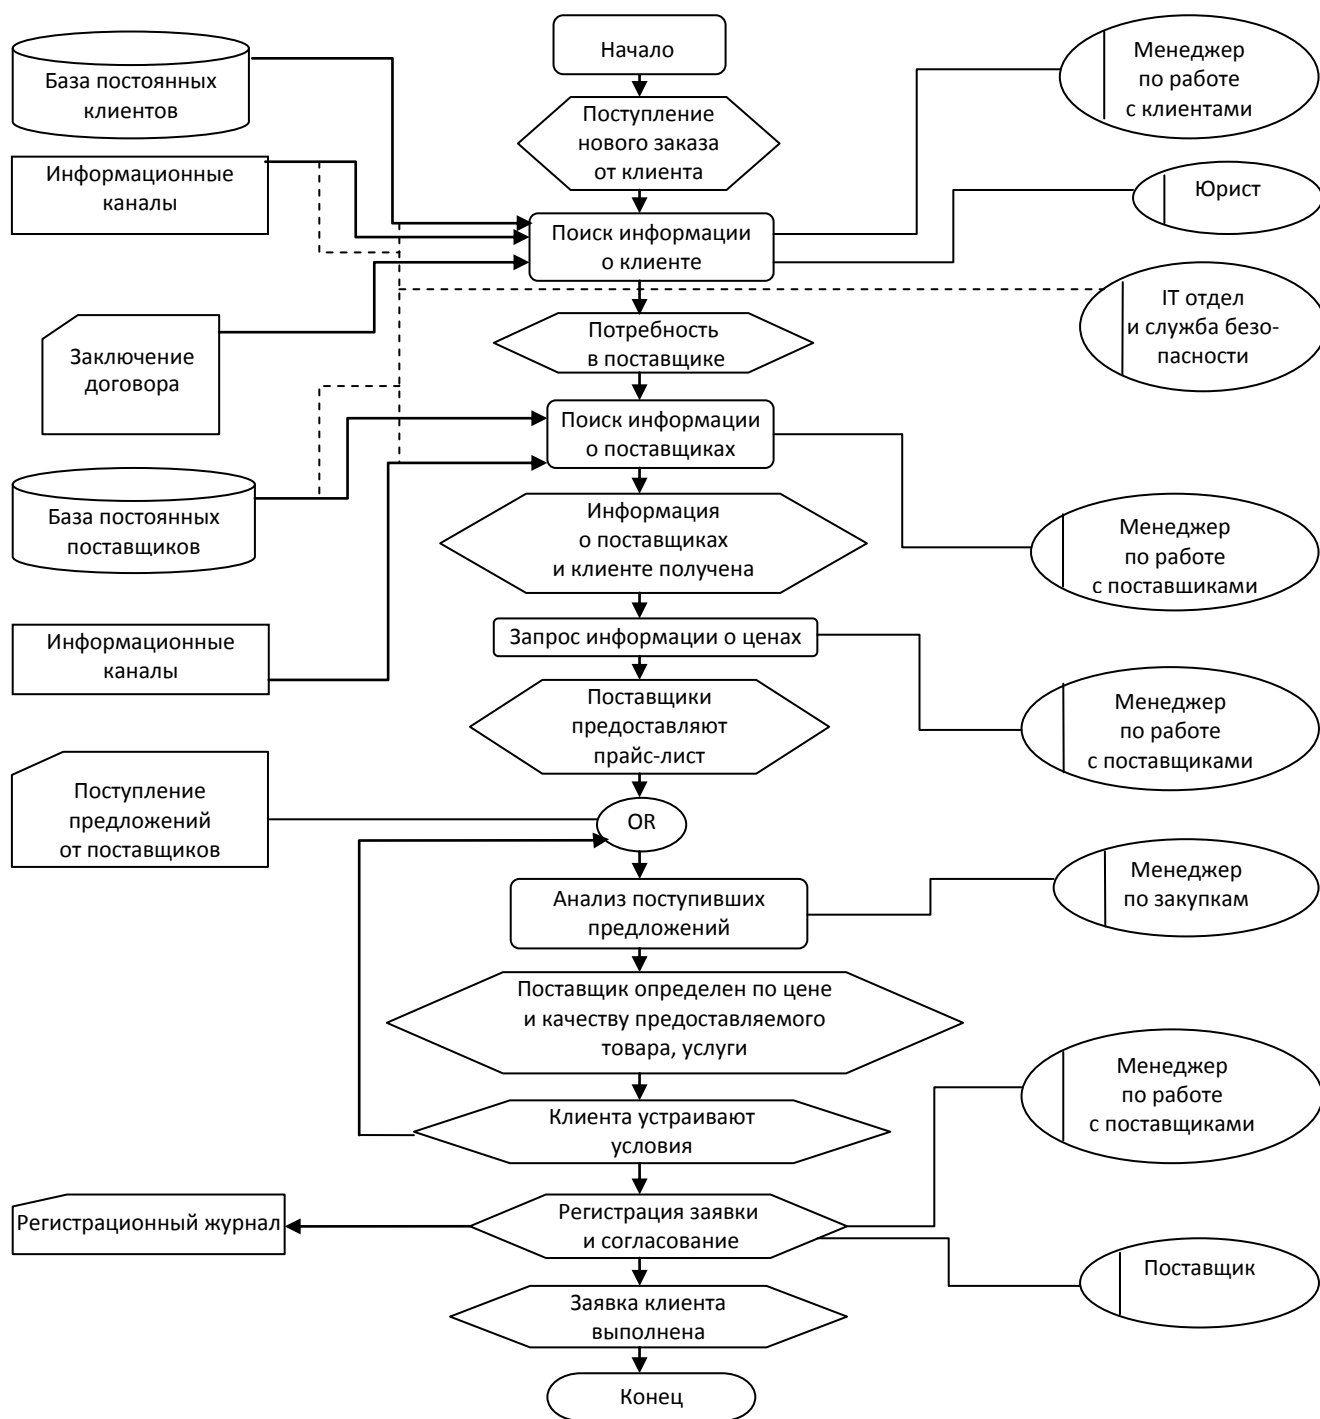 Начало
База постоянных
клиентов
Поступление
нового заказа
от клиента
Менеджер
по работе
с клиентами
Информационные
каналы
Юрист
Поиск информации
о клиенте
IT отдел
и служба безо-
пасности
Заключение
договора
Потребность
в поставщике
Поиск информации
о поставщиках
База постоянных
поставщиков
Информация
о поставщиках
и клиенте получена
Менеджер
по работе
с поставщиками
Информационные
каналы
Запрос информации о ценах
Поставщики
предоставляют
прайс-лист
Менеджер
по работе
с поставщиками
Поступление
предложений
от поставщиков
OR
Анализ поступивших
предложений
Менеджер
по закупкам
Поставщик определен по цене
и качеству предоставляемого
товара, услуги
Менеджер
по работе
с поставщиками
Клиента устраивают
условия
Регистрационный журнал
Регистрация заявки
и согласование
Поставщик
Заявка клиента
выполнена
Конец